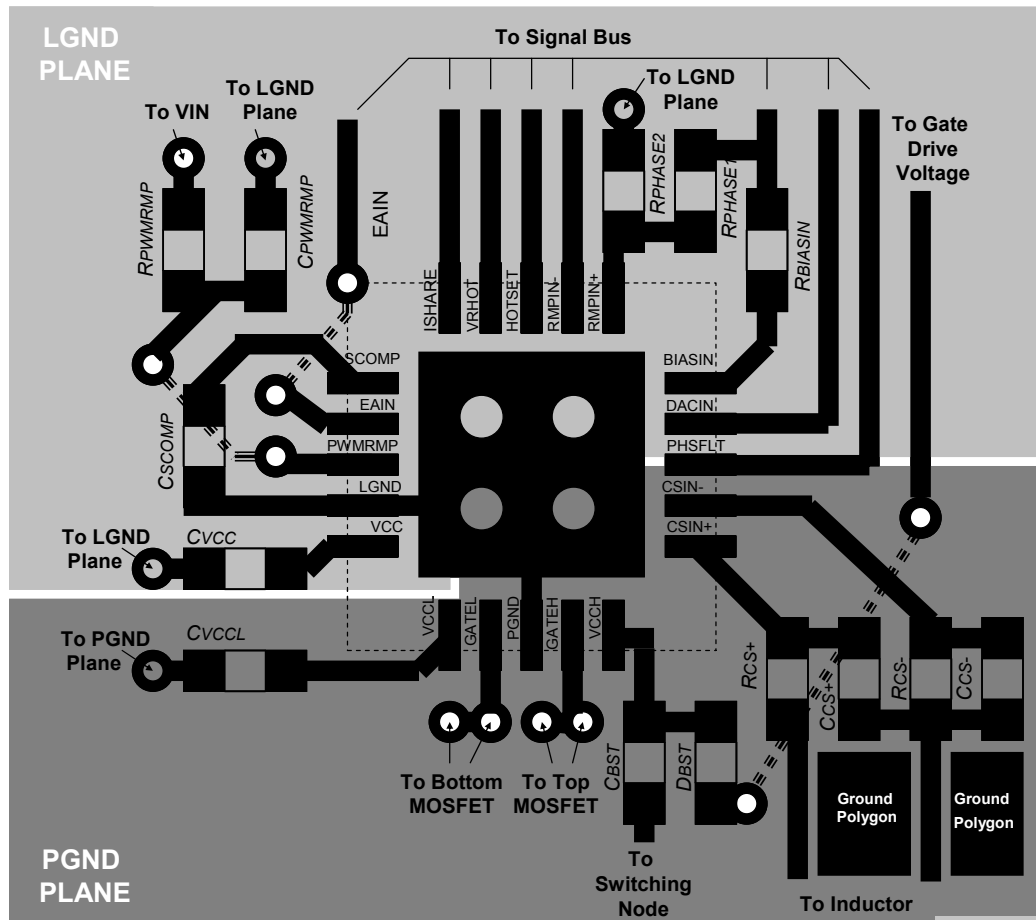 LGND
PLANE
To Signal Bus
To VIN
To LGND
Plane
To LGND
Plane
To Gate
Drive
Voltage
RPWMRMP
CPWMRMP
EAIN
RPHASE2
RPHASE1
RBIASIN
ISHARE
VRHOT
HOTSET
RMPIN-
RMPIN+
SCOMP
EAIN
PWMRMP
LGND
VCC
BIASIN
DACIN
PHSFLT
CSIN-
CSIN+
CSCOMP
To LGND
Plane
CVCC
VCCL
GATEL
PGND
GATEH
VCCH
To PGND
Plane
CVCCL
RCS+
CCS+
RCS-
CCS-
CBST
DBST
To Bottom
MOSFET
To Top
MOSFET
Ground
Polygon
Ground
Polygon
To
Switching
Node
To Inductor
PGND
PLANE